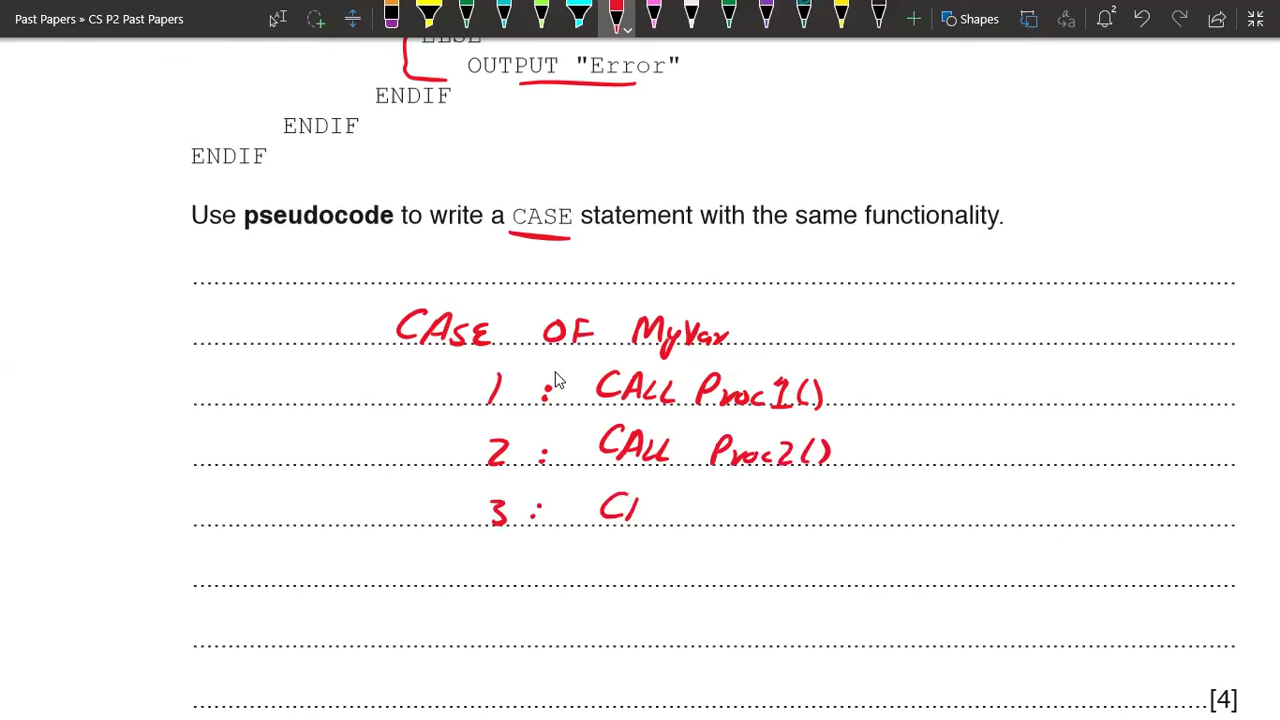 Past Papers » CS P2 Past Papers
Shapes
2
ELSE
OUTPUT "Error"
ENDIF
ENDIF
ENDIF
Use pseudocode to write a CASE statement with the same functionality.
CASE OF MyVar
1 : CALL Proc1()
2 : CALL Proc2()
3 : C
[4]